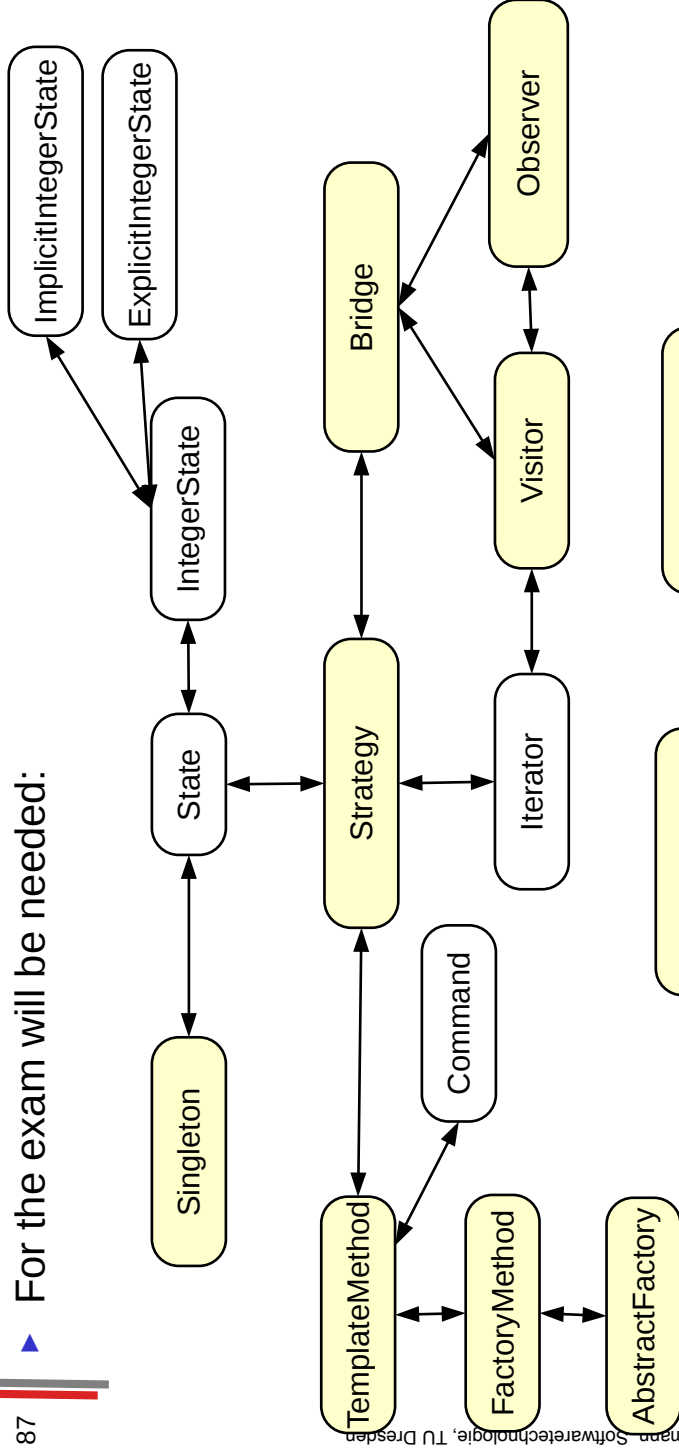 87
► For the exam will be needed:
ImplicitIntegerState
ExplicitIntegerState
Singleton
State
IntegerState
TemplateMethod
Strategy
Bridge
Command
FactoryMethod
Iterator
Visitor
Observer
AbstractFactory
Softwaretechnologie, TU Dresden